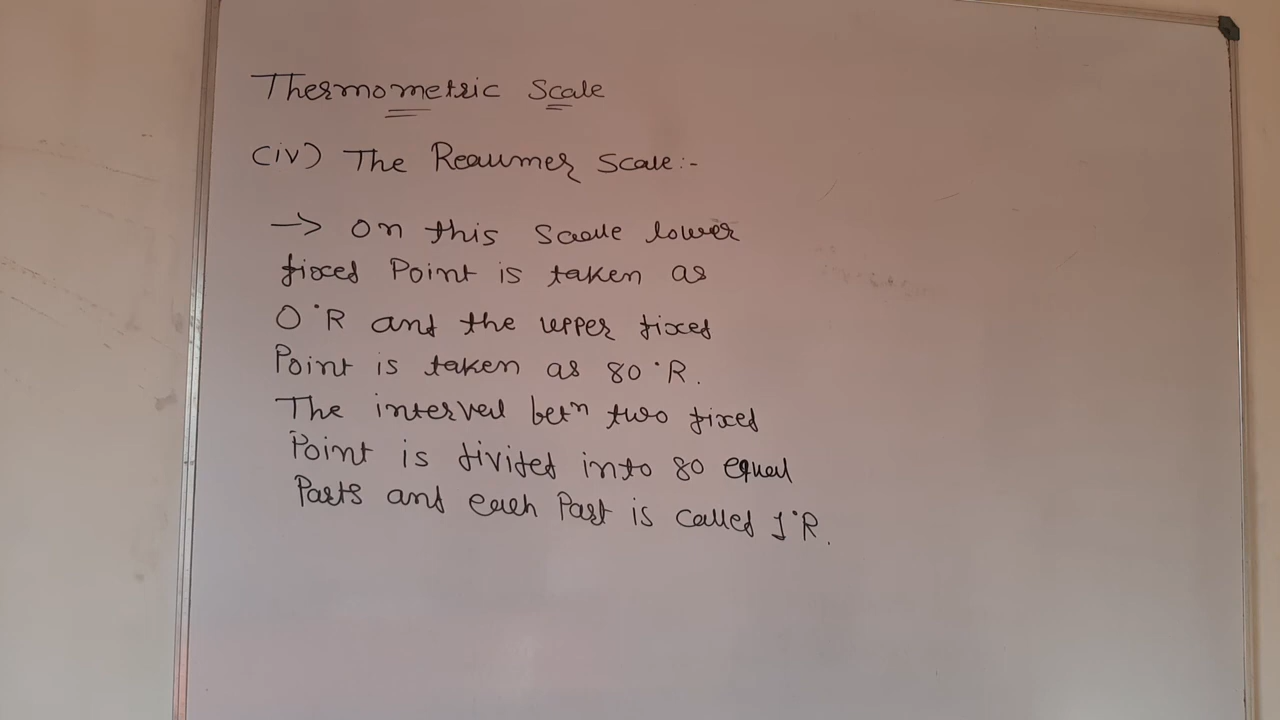 Thermometric Scale
(iv) The Reaumer Scale:-
→ On this Scale lower
fixed Point is taken as
0°R and the upper fixed
Point is taken as 80°R.
The interval betⁿ two fixed
Point is divided into 80 equal
Parts and each Part is called 1°R.